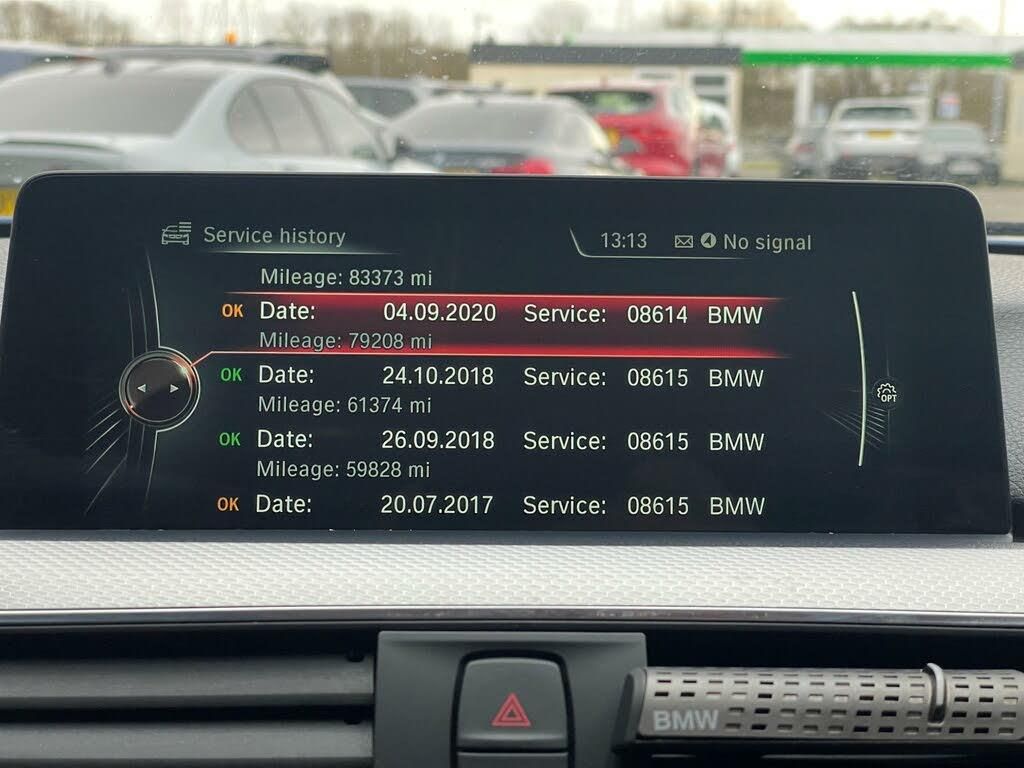 Service history
13:13 No signal
Mileage: 83373 mi
OK Date: 04.09.2020 Service: 08614 BMW
Mileage: 79208 mi
OK Date: 24.10.2018 Service: 08615 BMW
Mileage: 61374 mi
OPT
OK Date: 26.09.2018 Service: 08615 BMW
Mileage: 59828 mi
OK Date: 20.07.2017 Service: 08615 BMW
BMW